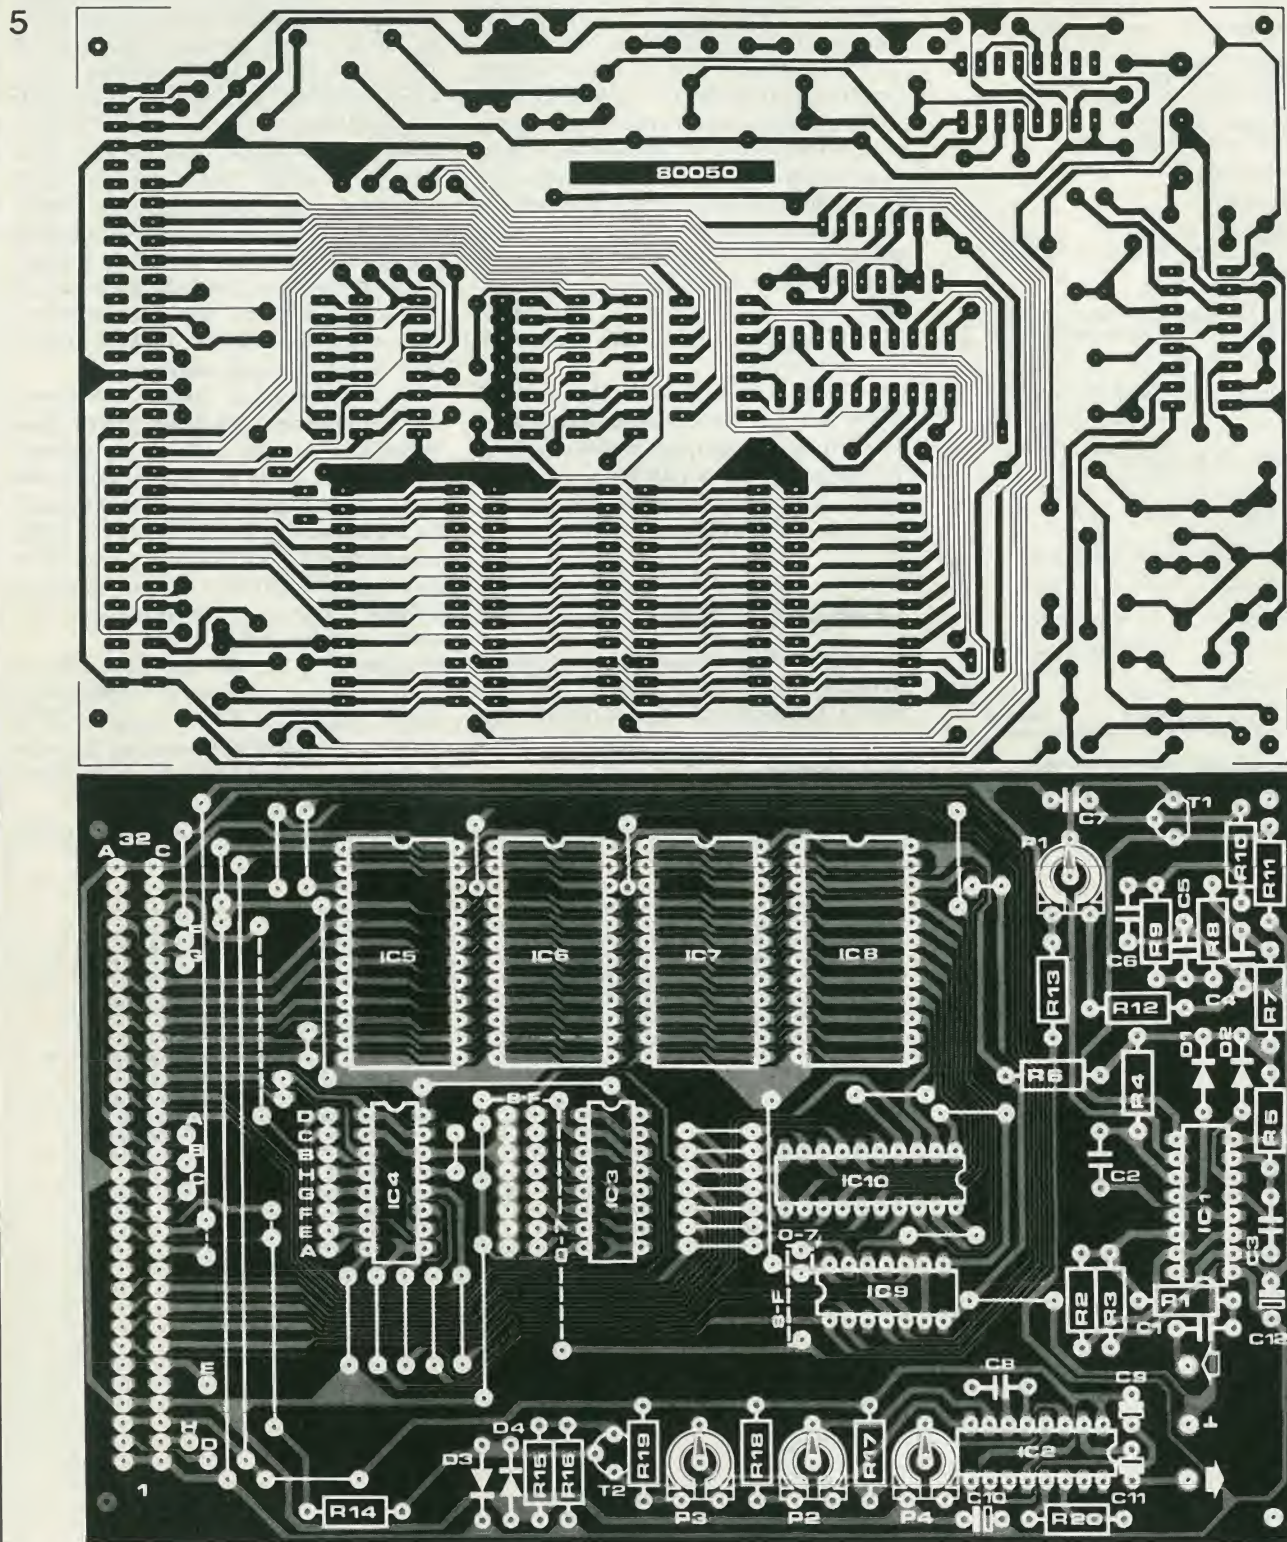 5
80050
32
A C
C7
T1
P1
R10
R11
C5
C6
R9
R8
C4
IC5
IC6
IC7
IC8
R13
R12
R7
D1
D2
R6
R4
R5
8-F
D
C
B
H
G
F
E
A
A
B
C
IC4
IC3
0-7
IC10
C2
IC1
C3
0-7
8-F
IC9
R2
R3
R1
C1
C12
E
H
D
C8
C9
D3
D4
R15
R16
T2
R19
R18
R17
IC2
C11
1
R14
P3
P2
P4
C10
R20